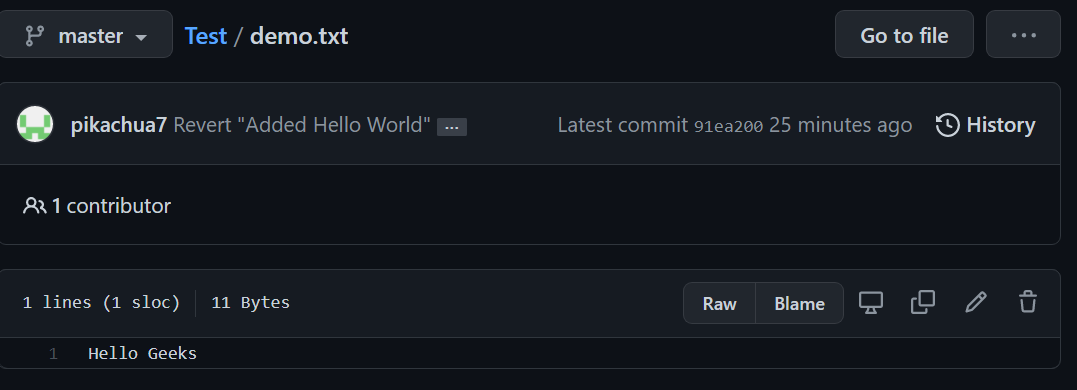 master Test / demo.txt Go to file ...
pikachua7 Revert "Added Hello World" ... Latest commit 91ea200 25 minutes ago History
1 contributor
1 lines (1 sloc) 11 Bytes Raw Blame
1 Hello Geeks